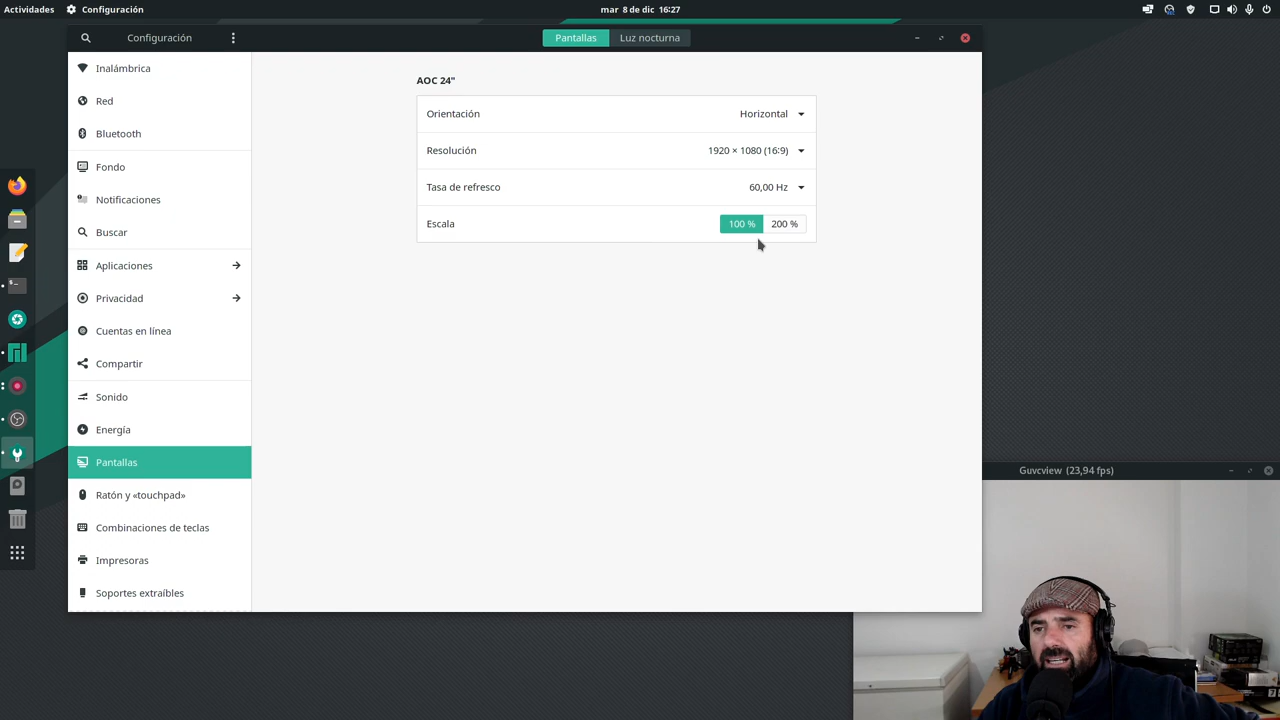 Actividades Configuración mar 8 de dic 16:27
Configuración Pantallas Luz nocturna
Inalámbrica
Red
Bluetooth
Fondo
Notificaciones
Buscar
Aplicaciones
Privacidad
Cuentas en línea
Compartir
Sonido
Energía
Pantallas
Ratón y «touchpad»
Combinaciones de teclas
Impresoras
Soportes extraíbles
AOC 24"
Orientación Horizontal
Resolución 1920 × 1080 (16:9)
Tasa de refresco 60,00 Hz
Escala 100 % 200 %
Guvcview (23,94 fps)